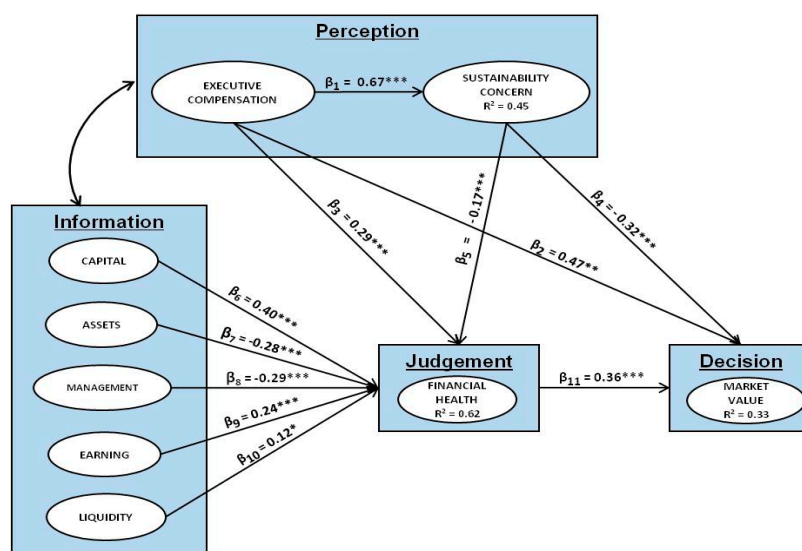 Perception
EXECUTIVE
COMPENSATION
β1 = 0.67***
SUSTAINABILITY
CONCERN
R² = 0.45
β3 = 0.29***
β5 = -0.17***
β4 = -0.32***
β2 = 0.47**
Information
CAPITAL
ASSETS
MANAGEMENT
EARNING
LIQUIDITY
β6 = 0.40***
β7 = -0.28***
β8 = -0.29***
β9 = 0.24***
β10 = 0.12*
Judgement
FINANCIAL
HEALTH
R² = 0.62
β11 = 0.36***
Decision
MARKET
VALUE
R² = 0.33